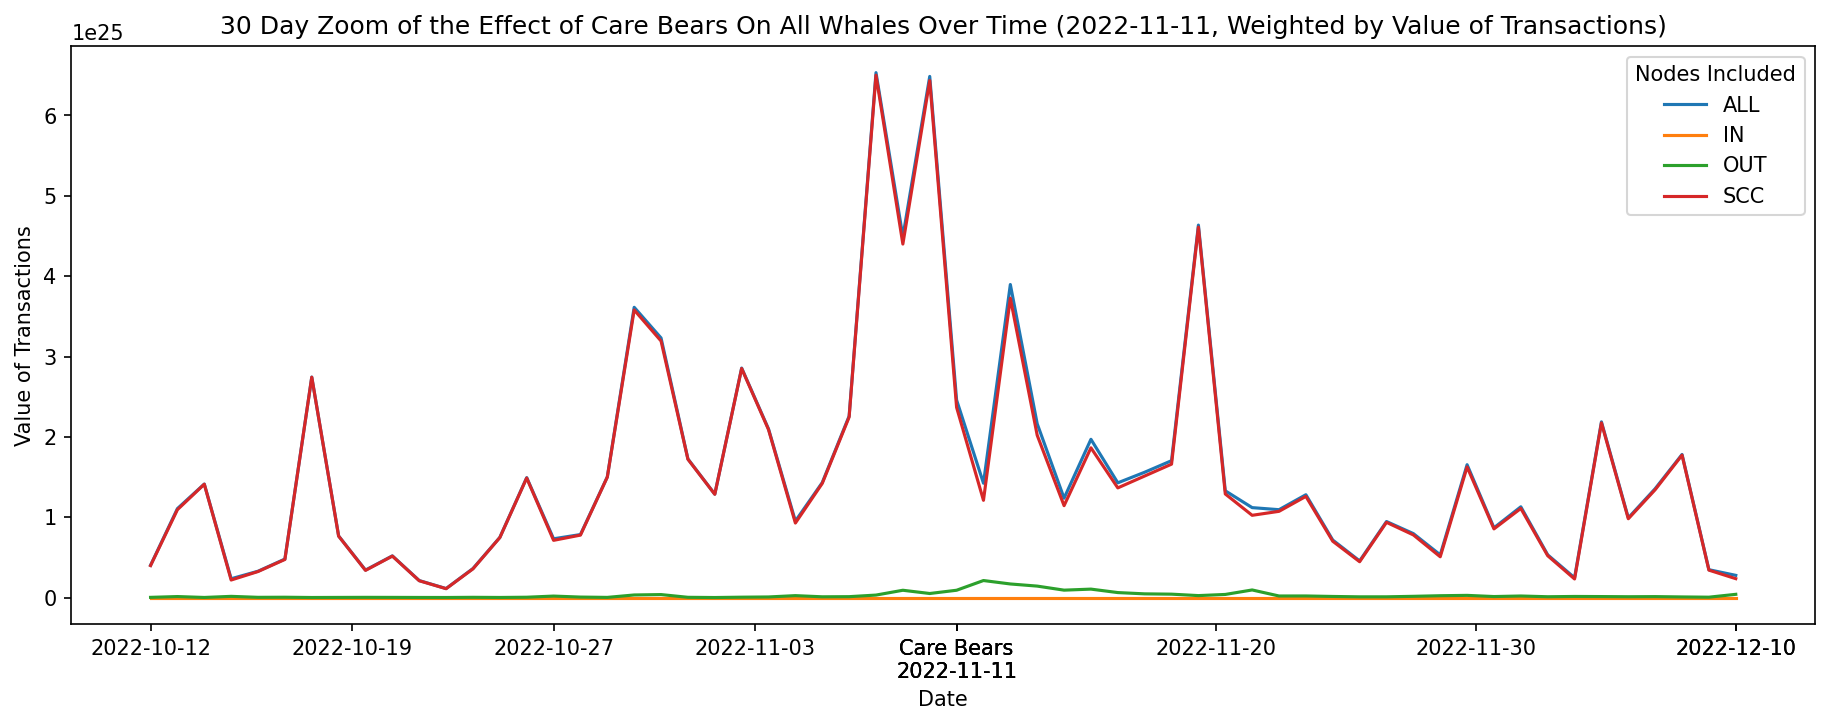 30 Day Zoom of the Effect of Care Bears On All Whales Over Time (2022-11-11, Weighted by Value of Transactions)
1e25
Nodes Included
ALL
IN
OUT
SCC
6
5
4
3
2
1
0
Value of Transactions
2022-10-12
2022-10-19
2022-10-27
2022-11-03
Care Bears
2022-11-11
2022-11-20
2022-11-30
2022-12-10
Date